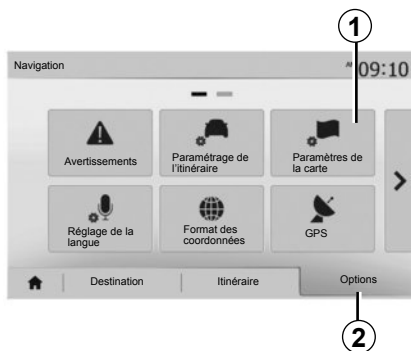 1
Navigation
AM 09:10
Avertissements
Paramétrage de
l'itinéraire
Paramètres de
la carte
Réglage de la
langue
Format des
coordonnées
GPS
Destination
Itinéraire
Options
2